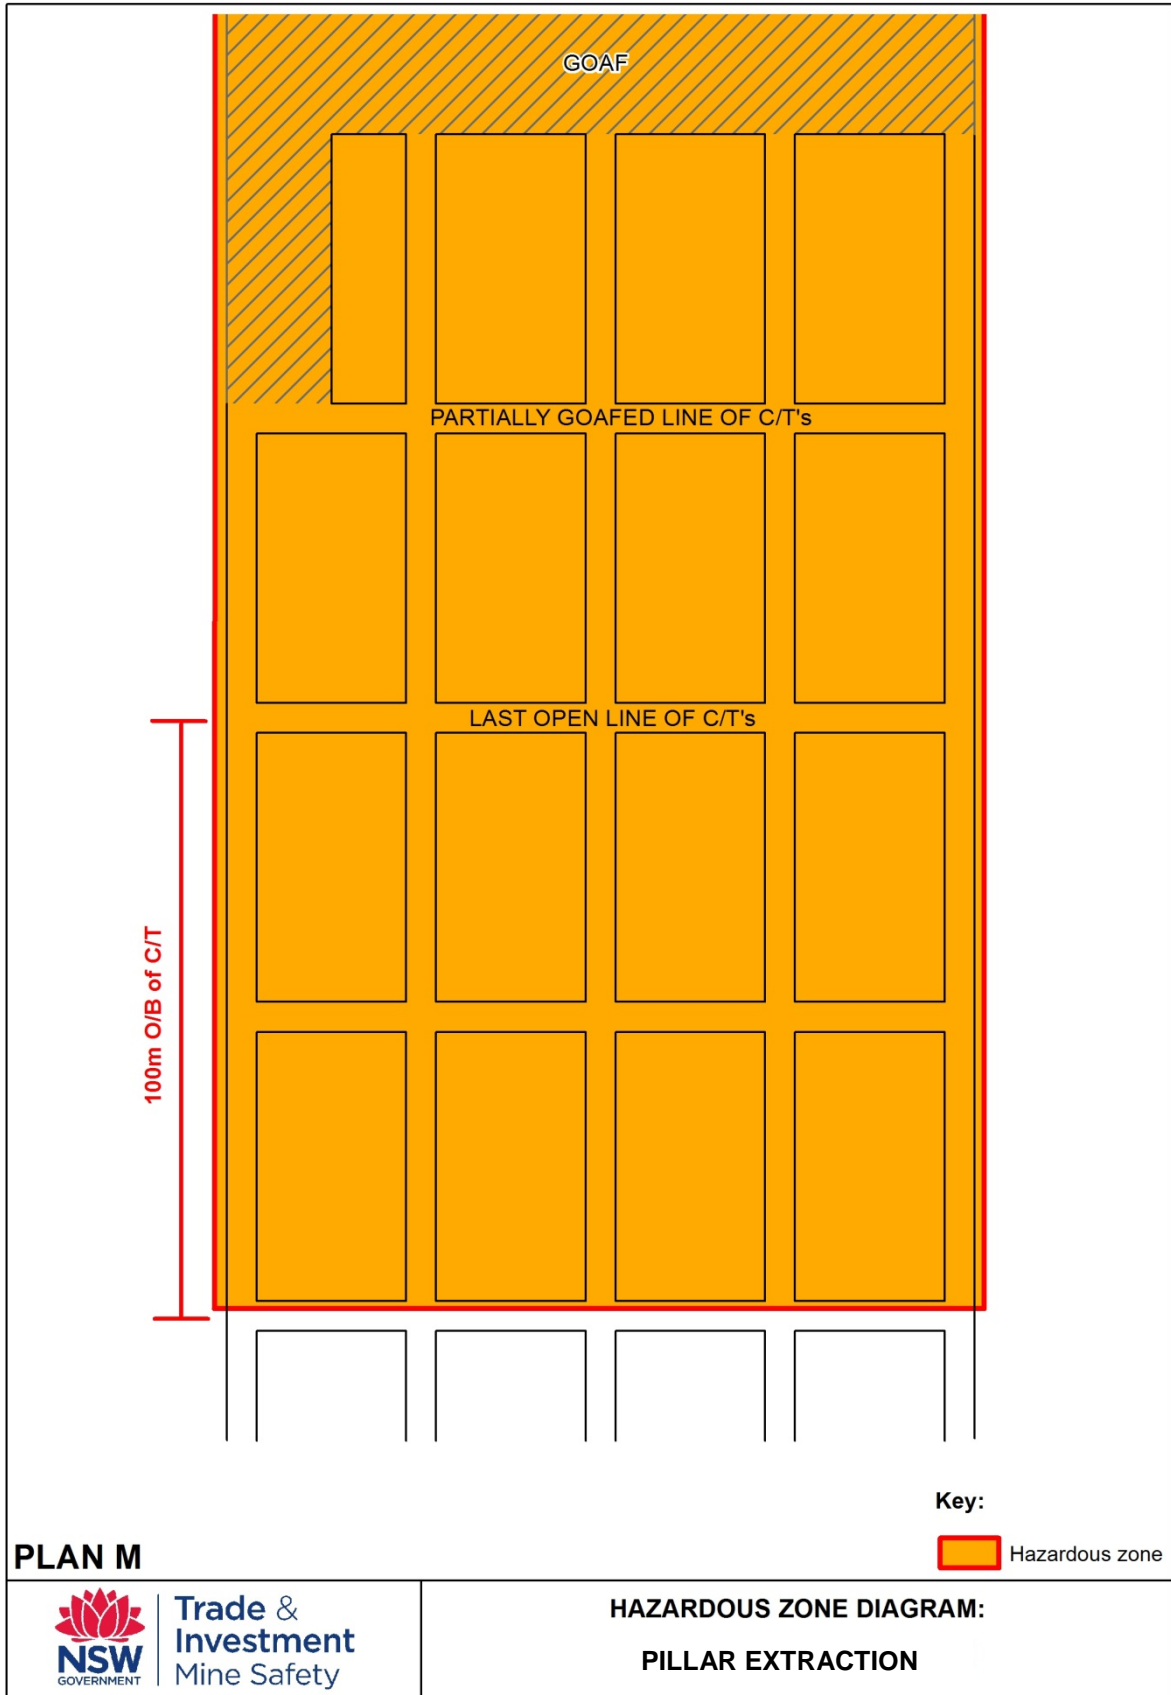 GOAF
PARTIALLY GOAFED LINE OF C/T's
LAST OPEN LINE OF C/T's
100m O/B of C/T
Key:
Hazardous zone
PLAN M
NSW
GOVERNMENT
Trade &
Investment
Mine Safety
HAZARDOUS ZONE DIAGRAM:
PILLAR EXTRACTION